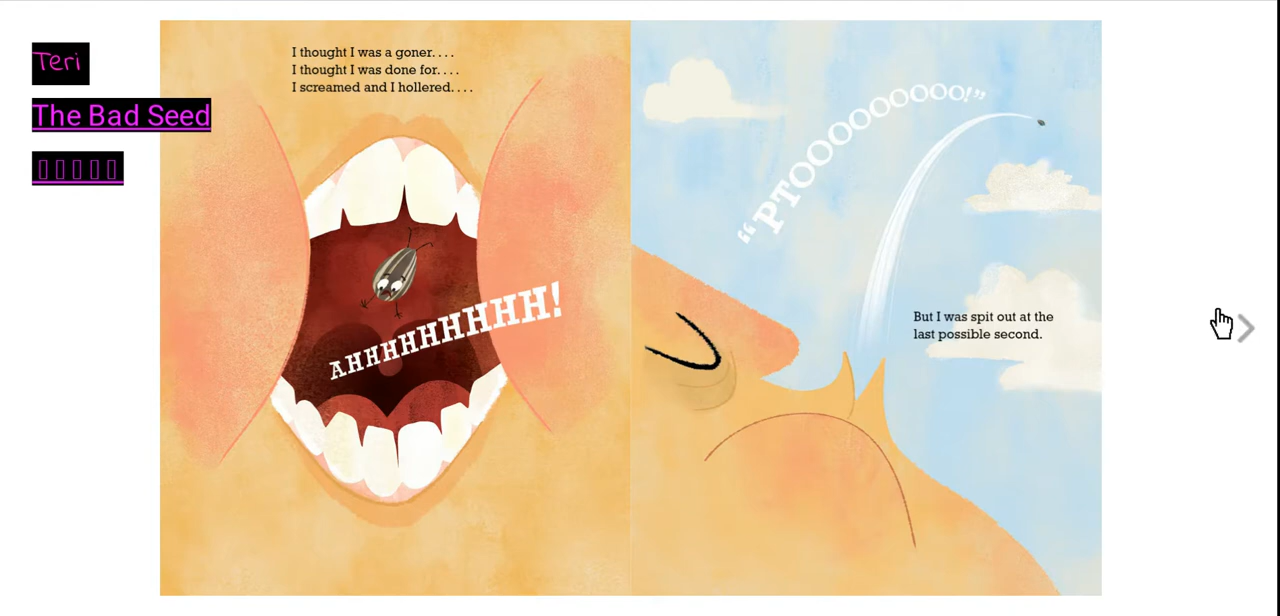 Teri
The Bad Seed
I thought I was a goner. . . .
I thought I was done for. . . .
I screamed and I hollered. . . .
AHHHHHHHHH!
“PTOOOOOOOOO!”
But I was spit out at the
last possible second.